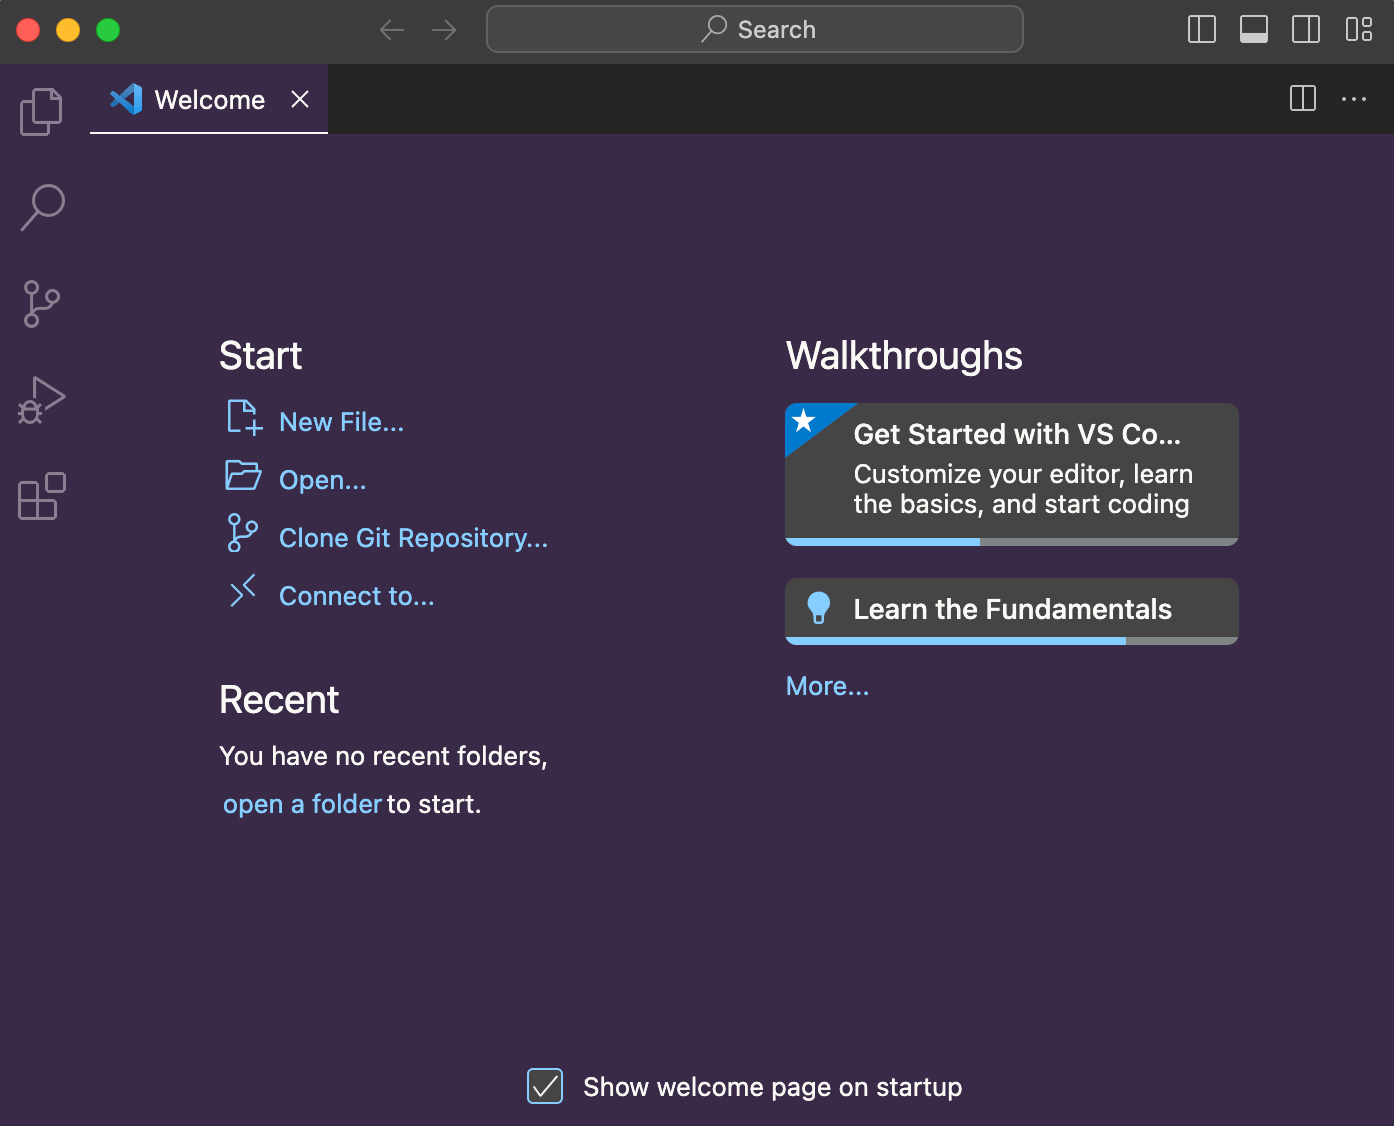 Search
Welcome
Start
New File...
Open...
Clone Git Repository...
Connect to...
Recent
You have no recent folders,
open a folder to start.
Walkthroughs
Get Started with VS Co...
Customize your editor, learn
the basics, and start coding
Learn the Fundamentals
More...
Show welcome page on startup